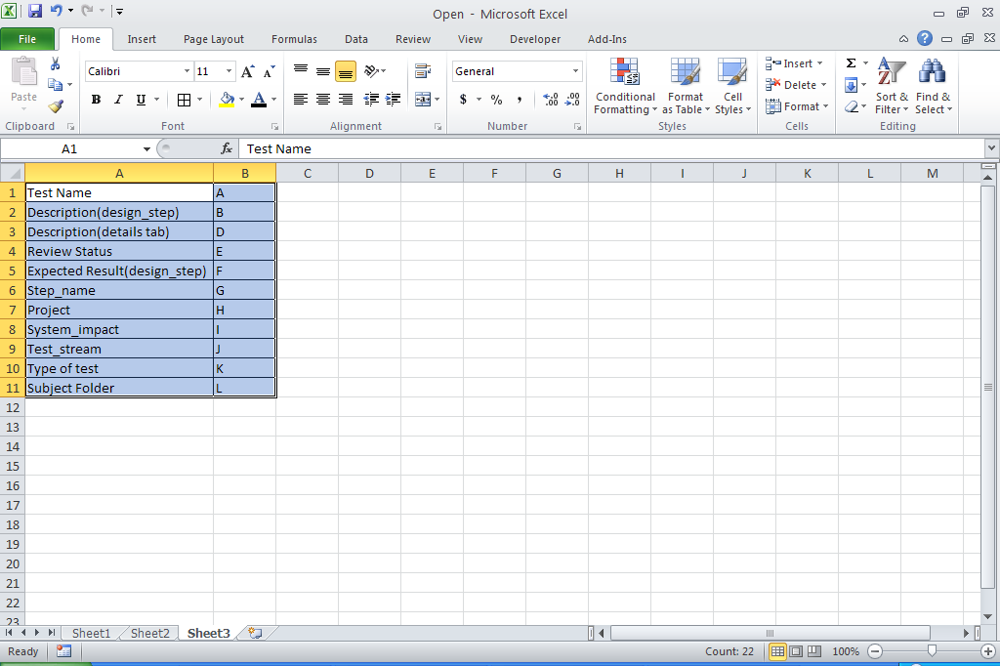 Open - Microsoft Excel
File Home Insert Page Layout Formulas Data Review View Developer Add-Ins
Paste
Calibri 11
B I U A
A A
General
$ % ,
Conditional Formatting
Format as Table
Cell Styles
Insert
Delete
Format
Σ
Sort & Filter
Find & Select
Clipboard Font Alignment Number Styles Cells Editing
A1 fx Test Name
A B C D E F G H I J K L M
1 Test Name A
2 Description(design_step) B
3 Description(details tab) D
4 Review Status E
5 Expected Result(design_step) F
6 Step_name G
7 Project H
8 System_impact I
9 Test_stream J
10 Type of test K
11 Subject Folder L
12
13
14
15
16
17
18
19
20
21
22
23
Sheet1 Sheet2 Sheet3
Ready Count: 22 100%